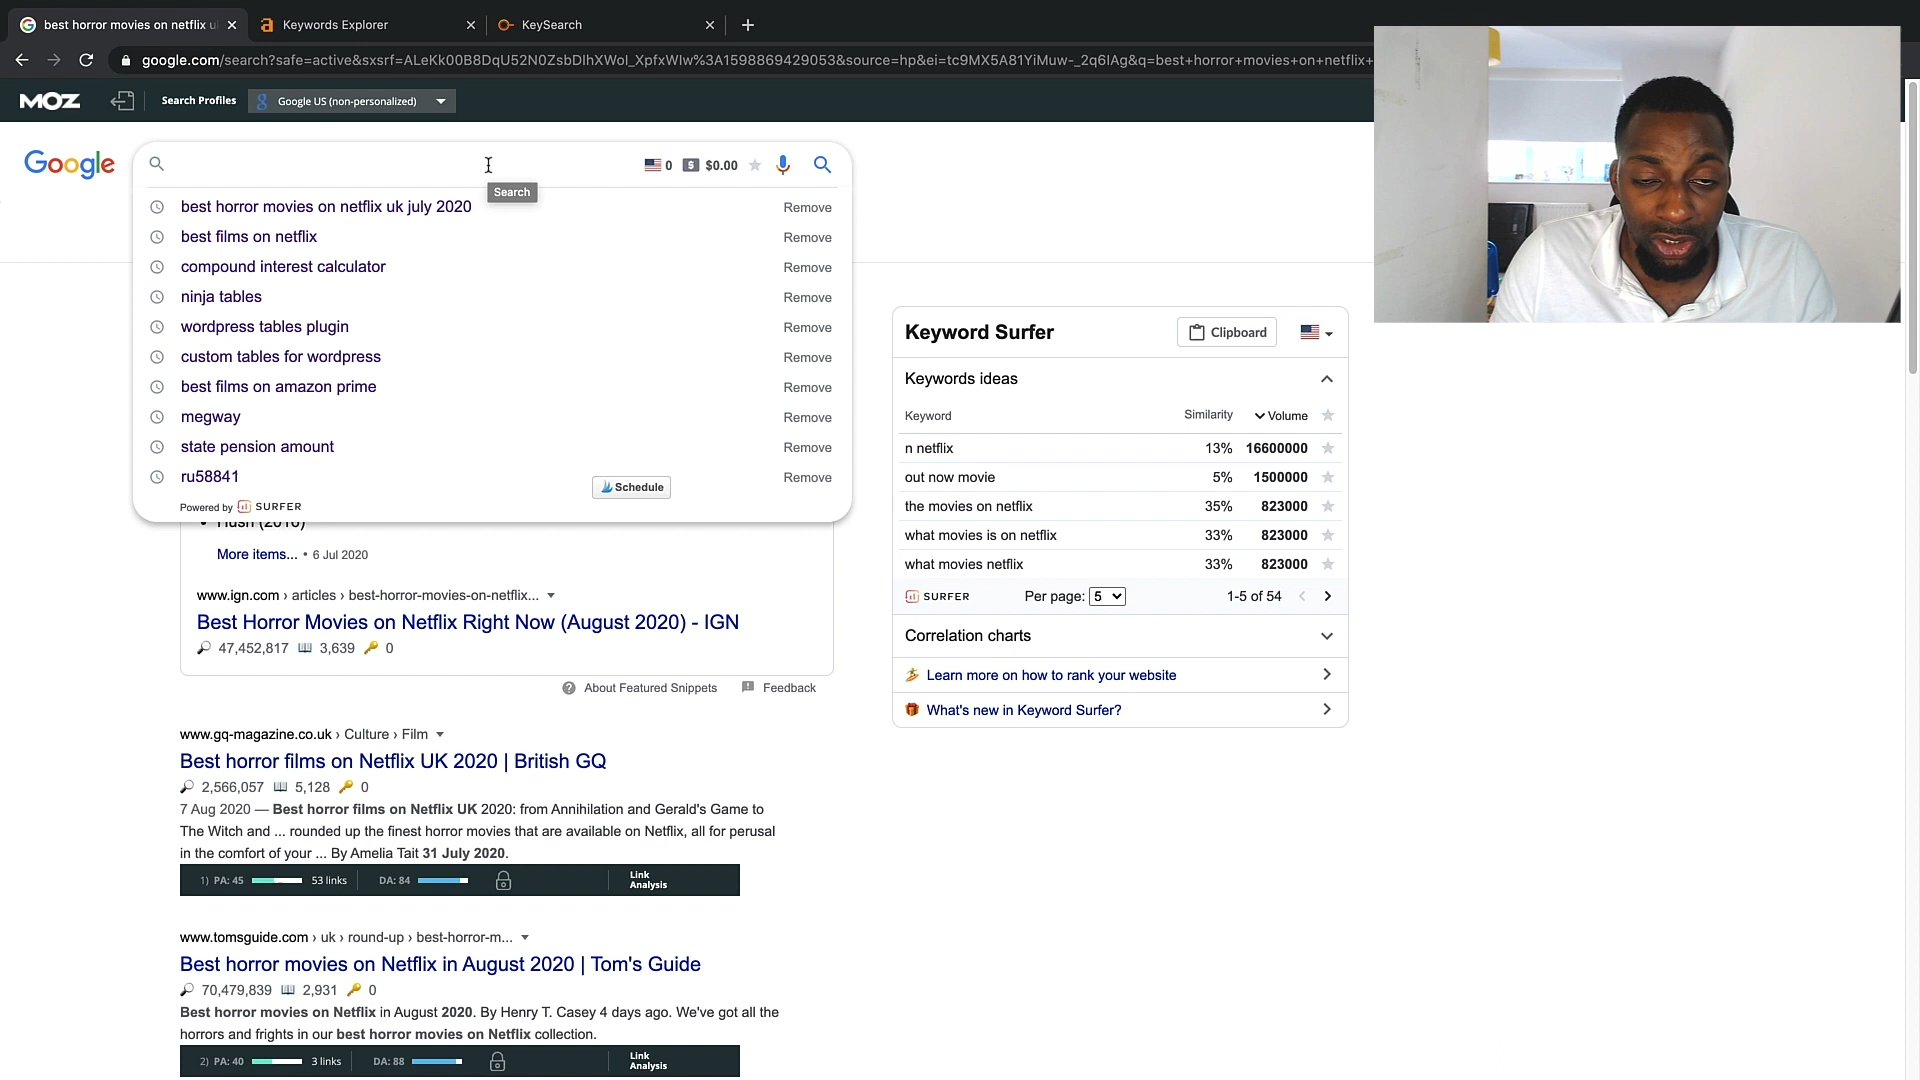 best horror movies on netflix u
Keywords Explorer
KeySearch
google.com/search?safe=active&sxsrf=ALeKk00B8DqU52N0ZsbDIhXWol_XpfxWIw%3A1598869429053&source=hp&ei=tc9MX5A81YiMuw-_2q6IAg&q=best+horror+movies+on+netflix+
MOZ
Search Profiles
Google US (non-personalized)
Google
0 $0.00
Search
best horror movies on netflix uk july 2020 Remove
best films on netflix Remove
compound interest calculator Remove
ninja tables Remove
wordpress tables plugin Remove
custom tables for wordpress Remove
best films on amazon prime Remove
megway Remove
state pension amount Remove
ru58841 Remove
Schedule
Powered by SURFER
Hush (2016)
More items... • 6 Jul 2020
www.ign.com › articles › best-horror-movies-on-netflix...
Best Horror Movies on Netflix Right Now (August 2020) - IGN
47,452,817 3,639 0
About Featured Snippets Feedback
www.gq-magazine.co.uk › Culture › Film
Best horror films on Netflix UK 2020 | British GQ
2,566,057 5,128 0
7 Aug 2020 — Best horror films on Netflix UK 2020: from Annihilation and Gerald's Game to
The Witch and ... rounded up the finest horror movies that are available on Netflix, all for perusal
in the comfort of your ... By Amelia Tait 31 July 2020.
1) PA: 45 53 links DA: 84 Link Analysis
www.tomsguide.com › uk › round-up › best-horror-m...
Best horror movies on Netflix in August 2020 | Tom's Guide
70,479,839 2,931 0
Best horror movies on Netflix in August 2020. By Henry T. Casey 4 days ago. We've got all the
horrors and frights in our best horror movies on Netflix collection.
2) PA: 40 3 links DA: 88 Link Analysis
Keyword Surfer
Clipboard
Keywords ideas
Keyword Similarity Volume
n netflix 13% 16600000
out now movie 5% 1500000
the movies on netflix 35% 823000
what movies is on netflix 33% 823000
what movies netflix 33% 823000
SURFER Per page: 5 1-5 of 54
Correlation charts
Learn more on how to rank your website
What's new in Keyword Surfer?